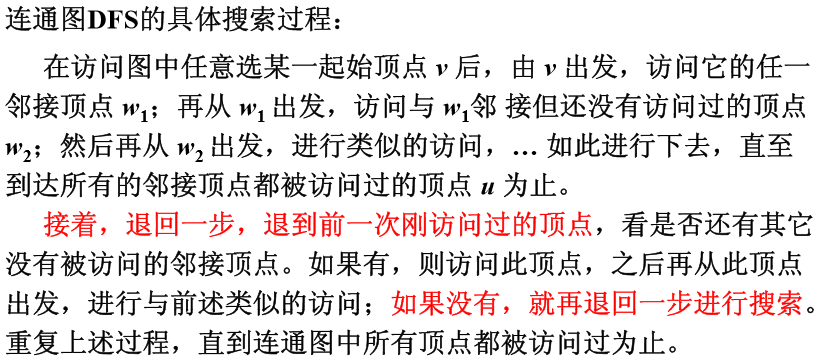 连通图DFS的具体搜索过程：
在访问图中任意选某一起始顶点 v 后，由 v 出发，访问它的任一
邻接顶点 w₁；再从 w₁ 出发，访问与 w₁邻 接但还没有访问过的顶点
w₂；然后再从 w₂ 出发，进行类似的访问，… 如此进行下去，直至
到达所有的邻接顶点都被访问过的顶点 u 为止。
接着，退回一步，退到前一次刚访问过的顶点，看是否还有其它
没有被访问的邻接顶点。如果有，则访问此顶点，之后再从此顶点
出发，进行与前述类似的访问；如果没有，就再退回一步进行搜索。
重复上述过程，直到连通图中所有顶点都被访问过为止。